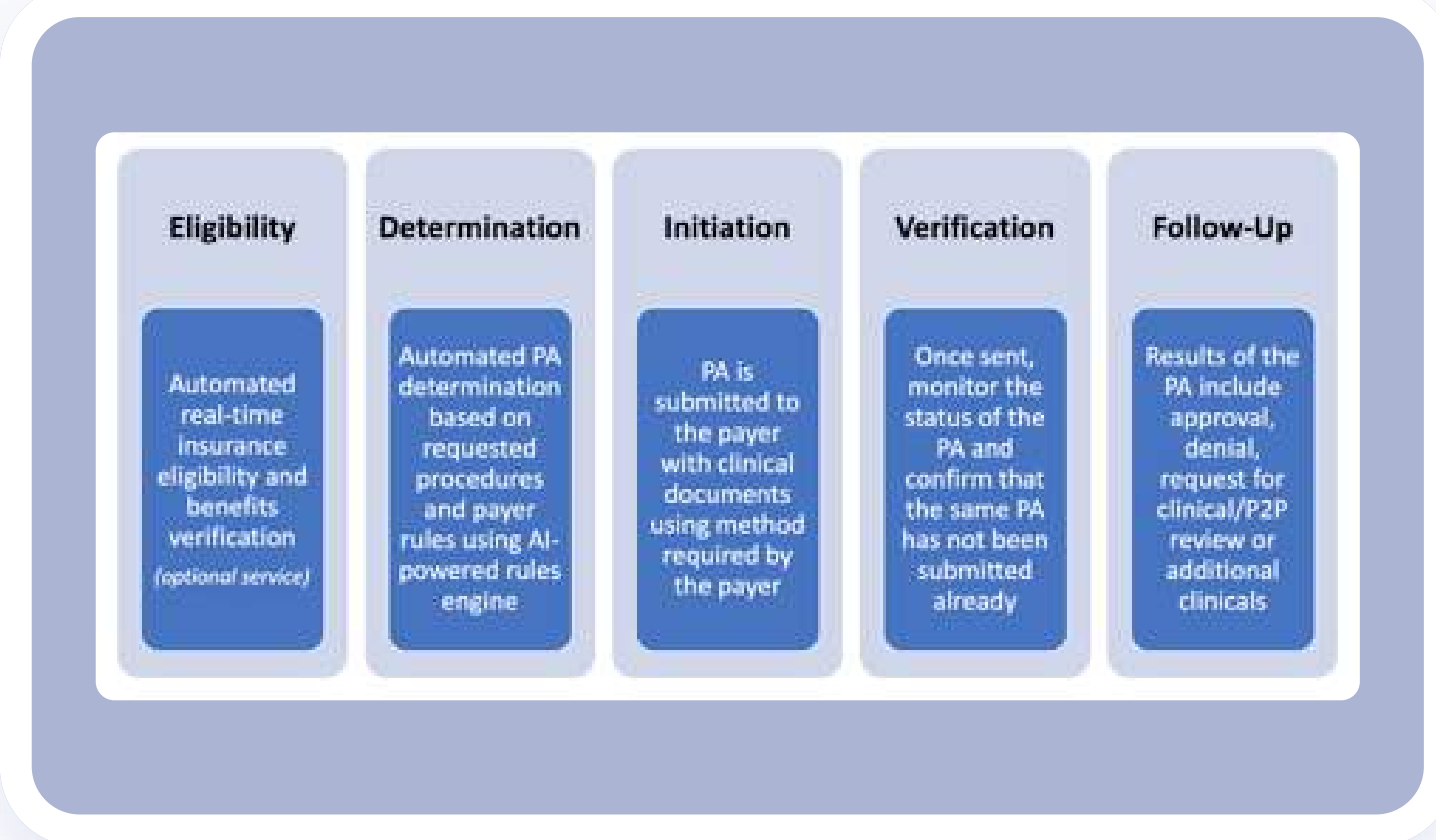 Eligibility
Automated
real-time
insurance
eligibility and
benefits
verification
(optional service)
Determination
Automated PA
determination
based on
requested
procedures
and payer
rules using AI-
powered rules
engine
Initiation
PA is
submitted to
the payer
with clinical
documents
using method
required by
the payer
Verification
Once sent,
monitor the
status of the
PA and
confirm that
the same PA
has not been
submitted
already
Follow-Up
Results of the
PA include
approval,
denial,
request for
clinical/P2P
review or
additional
clinicals